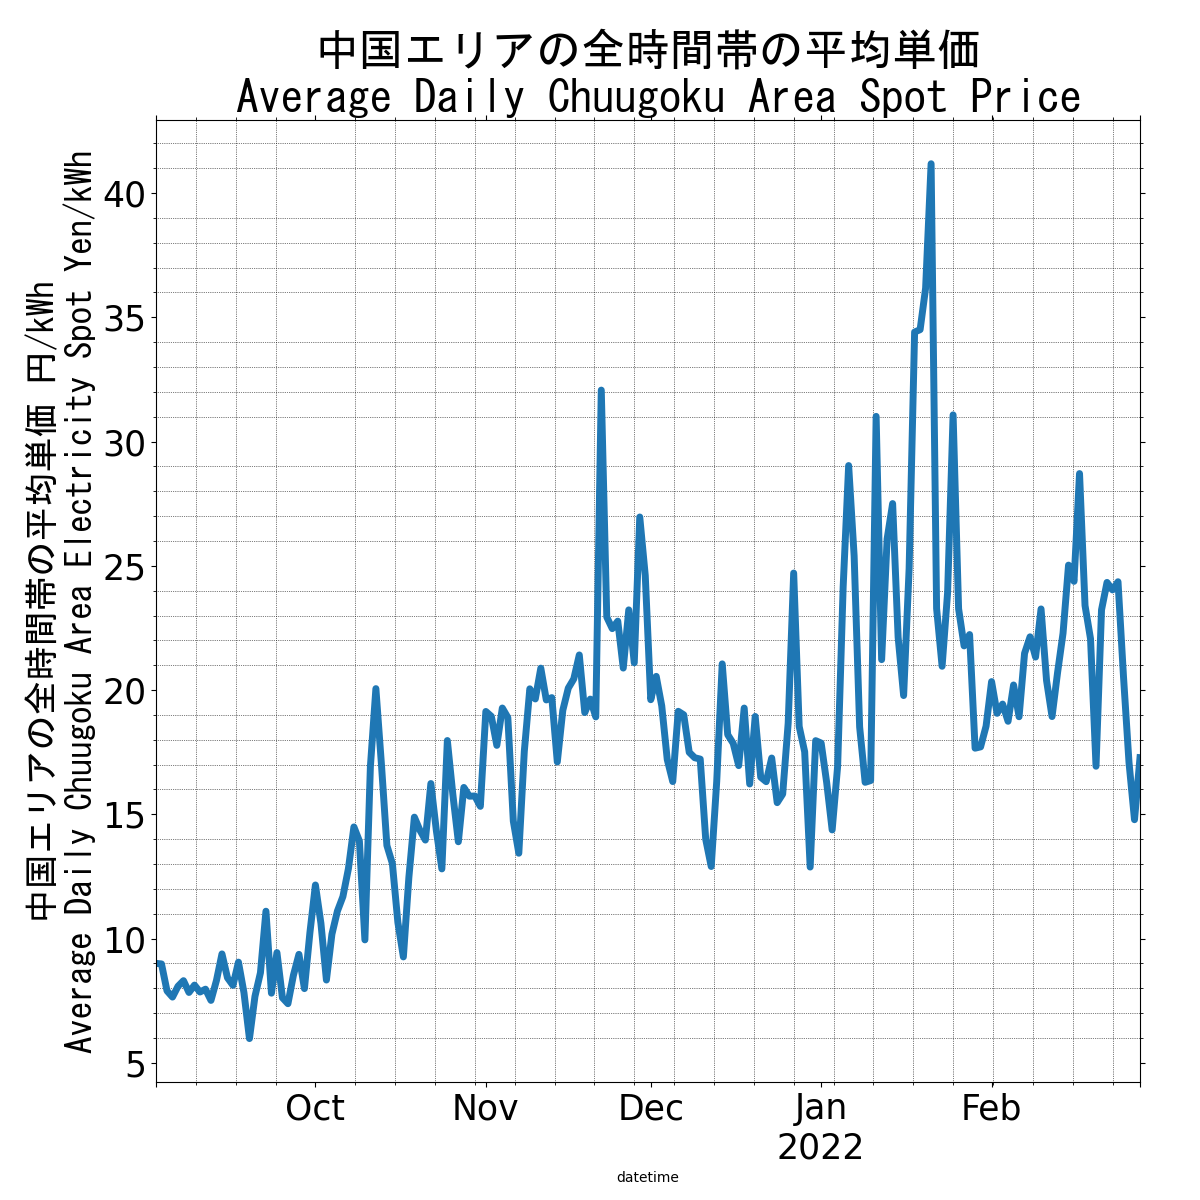 中国エリアの全時間帯の平均単価
Average Daily Chuugoku Area Spot Price
中国エリアの全時間帯の平均単価 円/kWh
Average Daily Chuugoku Area Electricity Spot Yen/kWh
40
35
30
25
20
15
10
5
Oct
Nov
Dec
Jan
2022
Feb
datetime